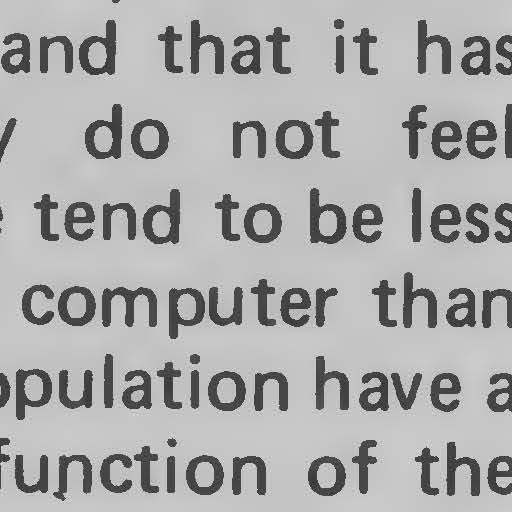 and that it has
do not feel
tend to be less
computer than
opulation have a
function of the